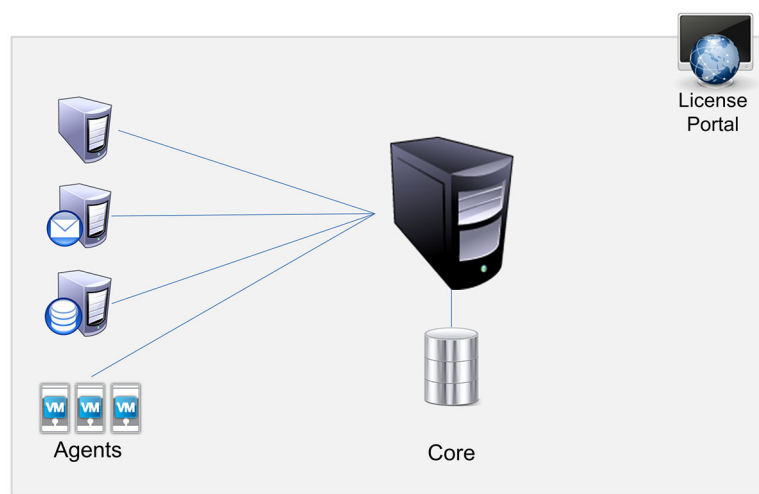 License
Portal
VM
VM
VM
Agents
Core